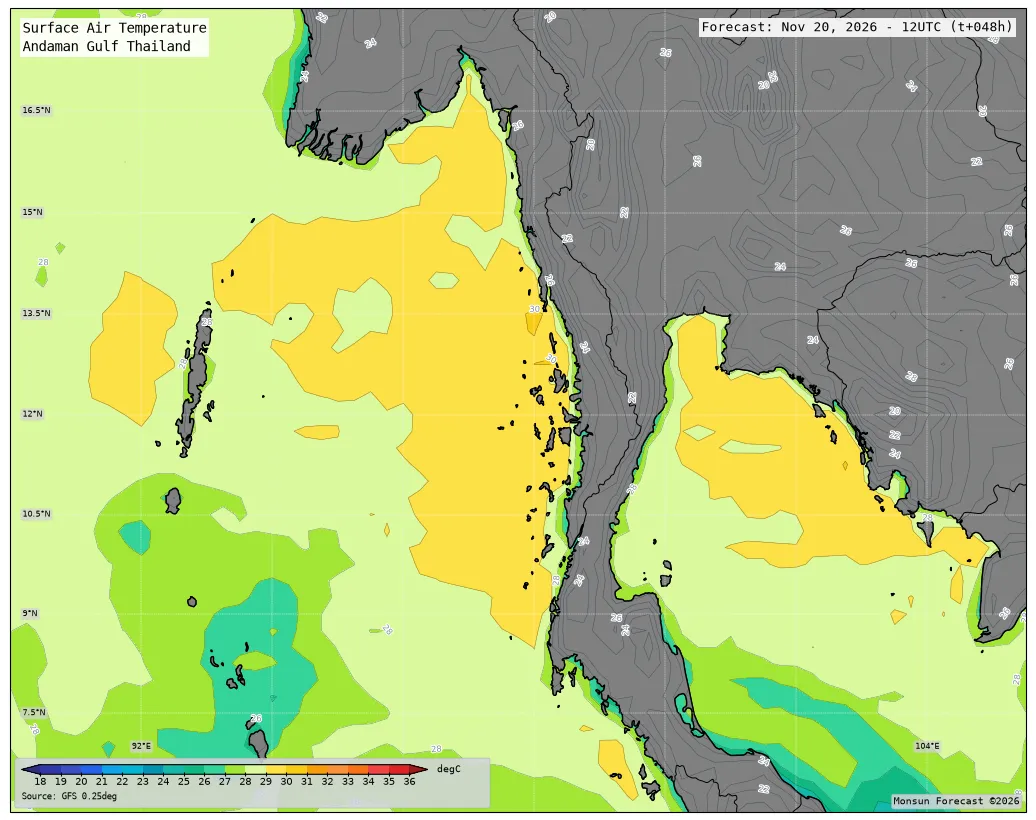 Surface Air Temperature
Andaman Gulf Thailand
Forecast: Nov 20, 2026 - 12UTC (t+048h)
16.5°N
15°N
13.5°N
12°N
10.5°N
9°N
7.5°N
92°E
104°E
degC
18 19 20 21 22 23 24 25 26 27 28 29 30 31 32 33 34 35 36
Source: GFS 0.25deg
Monsun Forecast ©2026